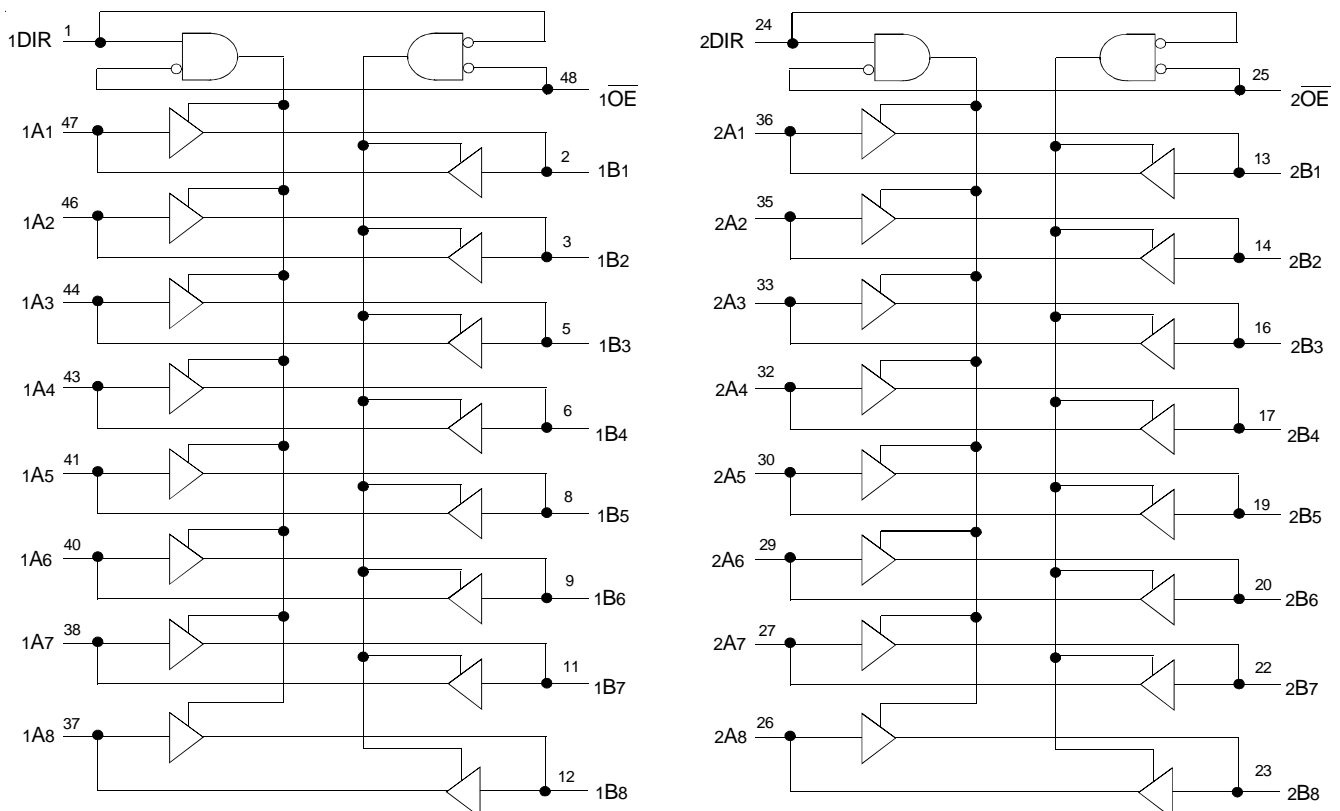 1DIR 1
48
1OE
1A1 47
2 1B1
1A2 46
3 1B2
1A3 44
5 1B3
1A4 43
6 1B4
1A5 41
8 1B5
1A6 40
9 1B6
1A7 38
11 1B7
1A8 37
12 1B8
2DIR 24
25
2OE
2A1 36
13 2B1
2A2 35
14 2B2
2A3 33
16 2B3
2A4 32
17 2B4
2A5 30
19 2B5
2A6 29
20 2B6
2A7 27
22 2B7
2A8 26
23 2B8